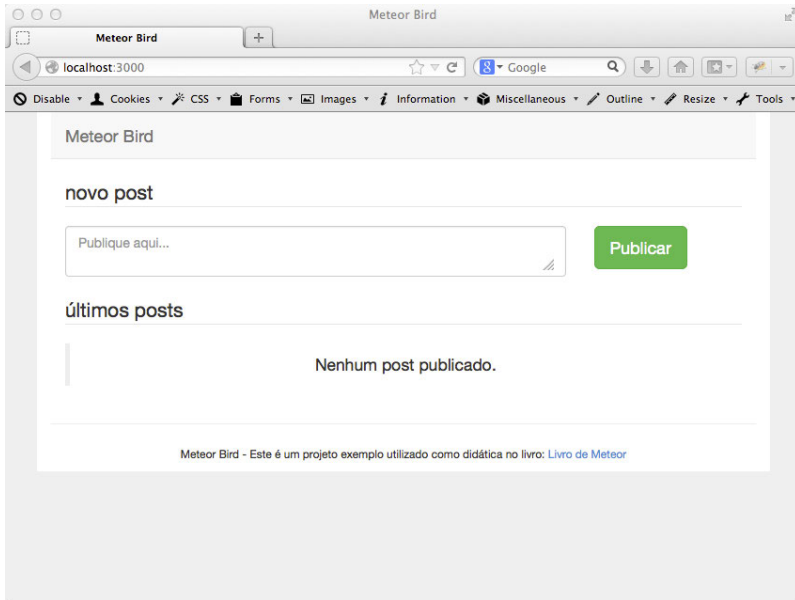 Meteor Bird
Meteor Bird
localhost:3000 Google
Disable Cookies CSS Forms Images Information Miscellaneous Outline Resize Tools
Meteor Bird
novo post
Publique aqui... Publicar
últimos posts
Nenhum post publicado.
Meteor Bird - Este é um projeto exemplo utilizado como didática no livro: Livro de Meteor